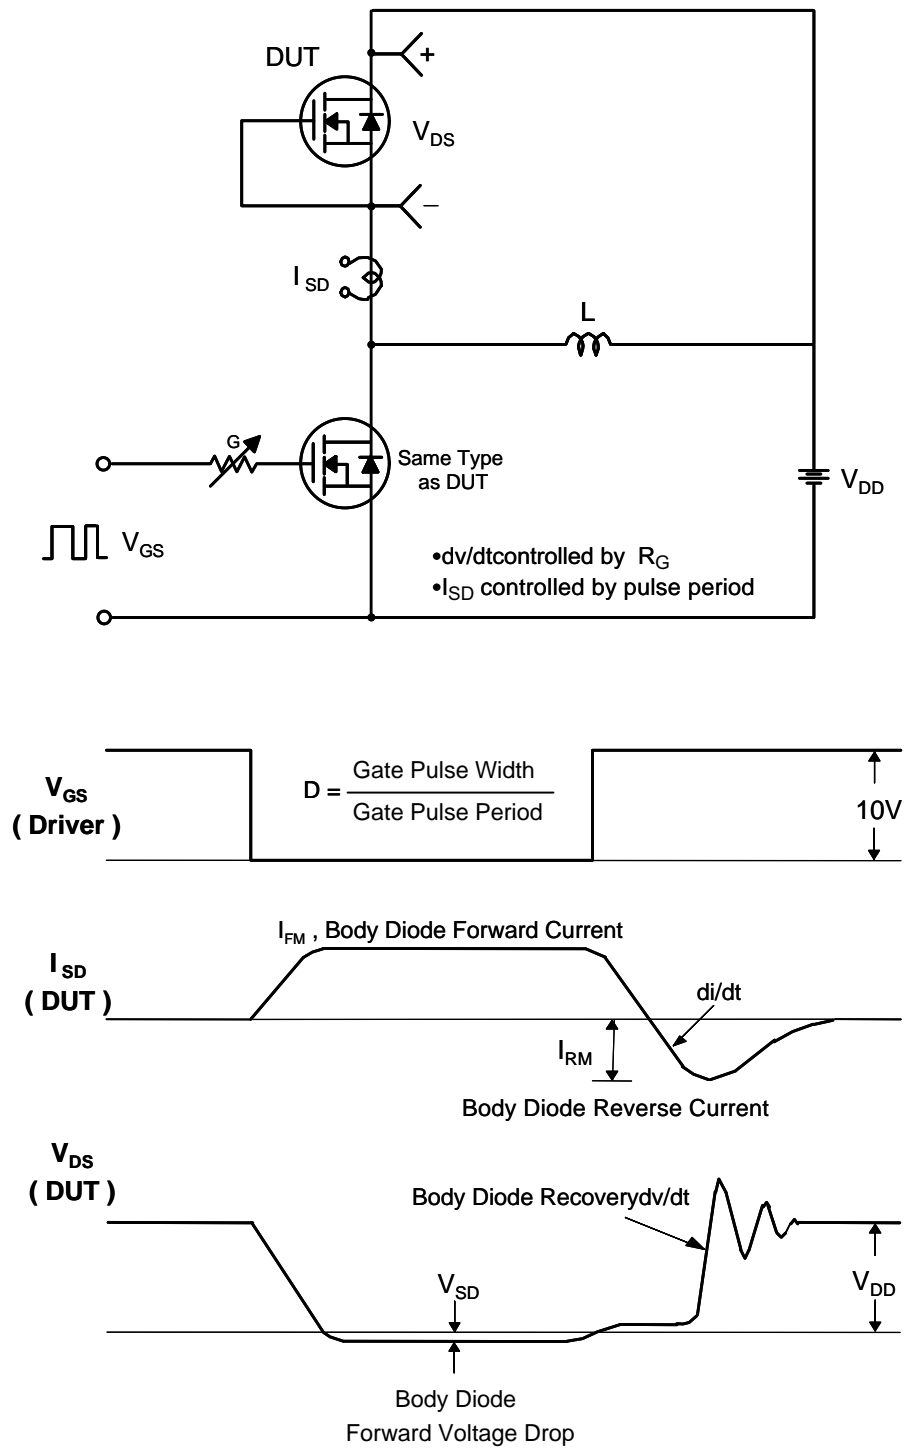 DUT
+
V_DS
−
I_SD
L
G
Same Type
as DUT
V_DD
V_GS
•dv/dtcontrolled by R_G
•I_SD controlled by pulse period
V_GS
( Driver )
D = Gate Pulse Width
Gate Pulse Period
10V
I_FM , Body Diode Forward Current
I_SD
( DUT )
di/dt
I_RM
Body Diode Reverse Current
V_DS
( DUT )
Body Diode Recoverydv/dt
V_SD
V_DD
Body Diode
Forward Voltage Drop